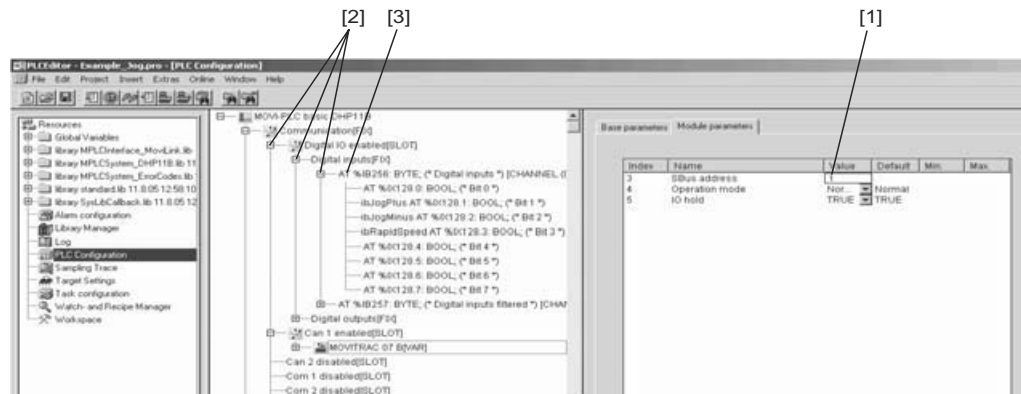 [2] [3] [1]
PLCEditor - Example_Jog.pro - [PLC Configuration]
File Edit Project Insert Extras Online Window Help
Resources
Global Variables
library MPLCInterface_MoviLink.lib
library MPLCSystem_DHP11B.lib 11
library MPLCSystem_ErrorCodes.lib
library standard.lib 11.8.05 12:58:10
library SysLibCallback.lib 11.8.05 12
Alarm configuration
Library Manager
Log
PLC Configuration
Sampling Trace
Target Settings
Task configuration
Watch- and Recipe Manager
Workspace
MOVI-PLC basic DHP11B
Communication[FIX]
Digital IO enabled[SLOT]
Digital inputs[FIX]
AT %IB256: BYTE; (* Digital inputs *) [CHANNEL (I
AT %IX128.0: BOOL; (* Bit 0 *)
ibJogPlus AT %IX128.1: BOOL; (* Bit 1 *)
ibJogMinus AT %IX128.2: BOOL; (* Bit 2 *)
ibRapidSpeed AT %IX128.3: BOOL; (* Bit 3 *)
AT %IX128.4: BOOL; (* Bit 4 *)
AT %IX128.5: BOOL; (* Bit 5 *)
AT %IX128.6: BOOL; (* Bit 6 *)
AT %IX128.7: BOOL; (* Bit 7 *)
AT %IB257: BYTE; (* Digital inputs filtered *) [CHAN
Digital outputs[FIX]
Can 1 enabled[SLOT]
MOVITRAC 07 B[VAR]
Can 2 disabled[SLOT]
Com 1 disabled[SLOT]
Com 2 disabled[SLOT]
Base parameters Module parameters
Index Name Value Default Min. Max.
3 SBus address 1
4 Operation mode Nor... Normal
5 IO hold TRUE TRUE